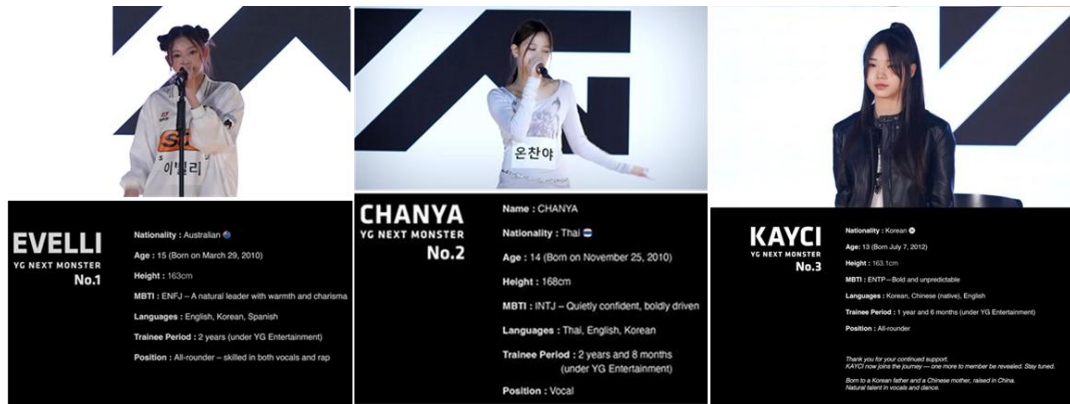 이벨리
EVELLI
YG NEXT MONSTER
No.1
Nationality : Australian
Age : 15 (Born on March 29, 2010)
Height : 163cm
MBTI : ENFJ – A natural leader with warmth and charisma
Languages : English, Korean, Spanish
Trainee Period : 2 years (under YG Entertainment)
Position : All-rounder – skilled in both vocals and rap
YG
온찬야
CHANYA
YG NEXT MONSTER
No.2
Name : CHANYA
Nationality : Thai
Age : 14 (Born on November 25, 2010)
Height : 168cm
MBTI : INTJ – Quietly confident, boldly driven
Languages : Thai, English, Korean
Trainee Period : 2 years and 8 months
(under YG Entertainment)
Position : Vocal
KAYCI
YG NEXT MONSTER
No.3
Nationality : Korean
Age: 13 (Born July 7, 2012)
Height : 163.1cm
MBTI : ENTP—Bold and unpredictable
Languages : Korean, Chinese (native), English
Trainee Period : 1 year and 6 months (under YG Entertainment)
Position : All-rounder
Thank you for your continued support.
KAYCI now joins the journey — one more to member be revealed. Stay tuned.
Born to a Korean father and a Chinese mother, raised in China.
Natural talent in vocals and dance.